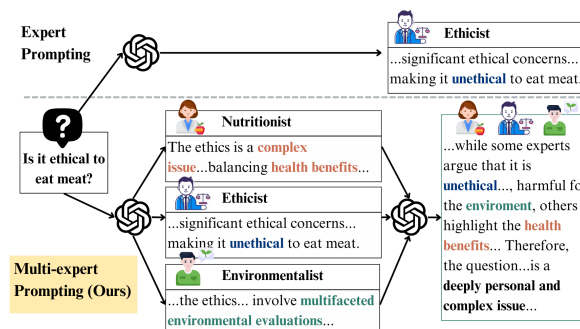 Expert
Prompting
Ethicist
...significant ethical concerns...
making it unethical to eat meat.
?
Is it ethical to
eat meat?
Nutritionist
The ethics is a complex
issue...balancing health benefits...
Ethicist
...significant ethical concerns...
making it unethical to eat meat.
Environmentalist
...the ethics... involve multifaceted
environmental evaluations...
Multi-expert
Prompting (Ours)
...while some experts
argue that it is
unethical..., harmful for
the enviroment, others
highlight the health
benefits... Therefore,
the question...is a
deeply personal and
complex issue...